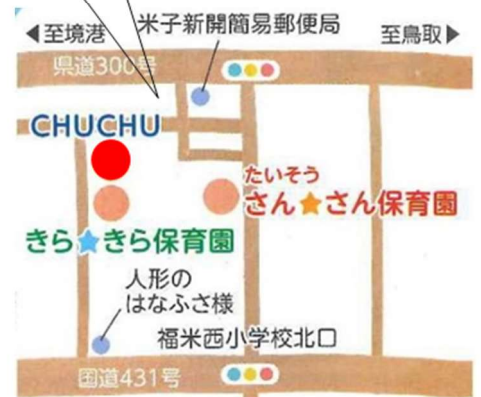 ◀至境港
米子新開簡易郵便局
至鳥取▶
県道300号
CHUCHU
たいそう
さん★さん保育園
きら★きら保育園
人形の
はなふさ様
福米西小学校北口
国道431号